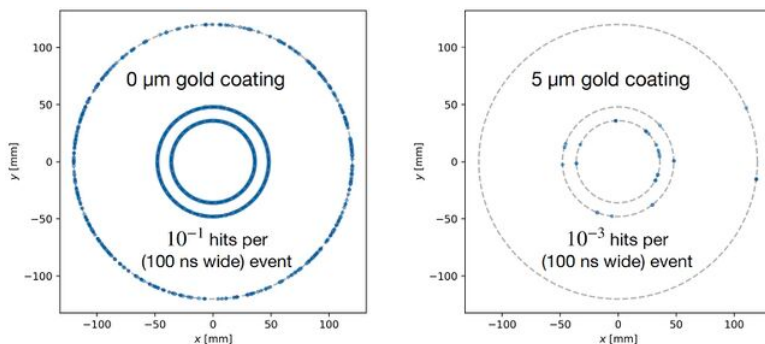 0 μm gold coating
10⁻¹ hits per
(100 ns wide) event
y [mm]
100
50
0
−50
−100
−100
−50
0
50
100
x [mm]
5 μm gold coating
10⁻³ hits per
(100 ns wide) event
y [mm]
100
50
0
−50
−100
−100
−50
0
50
100
x [mm]